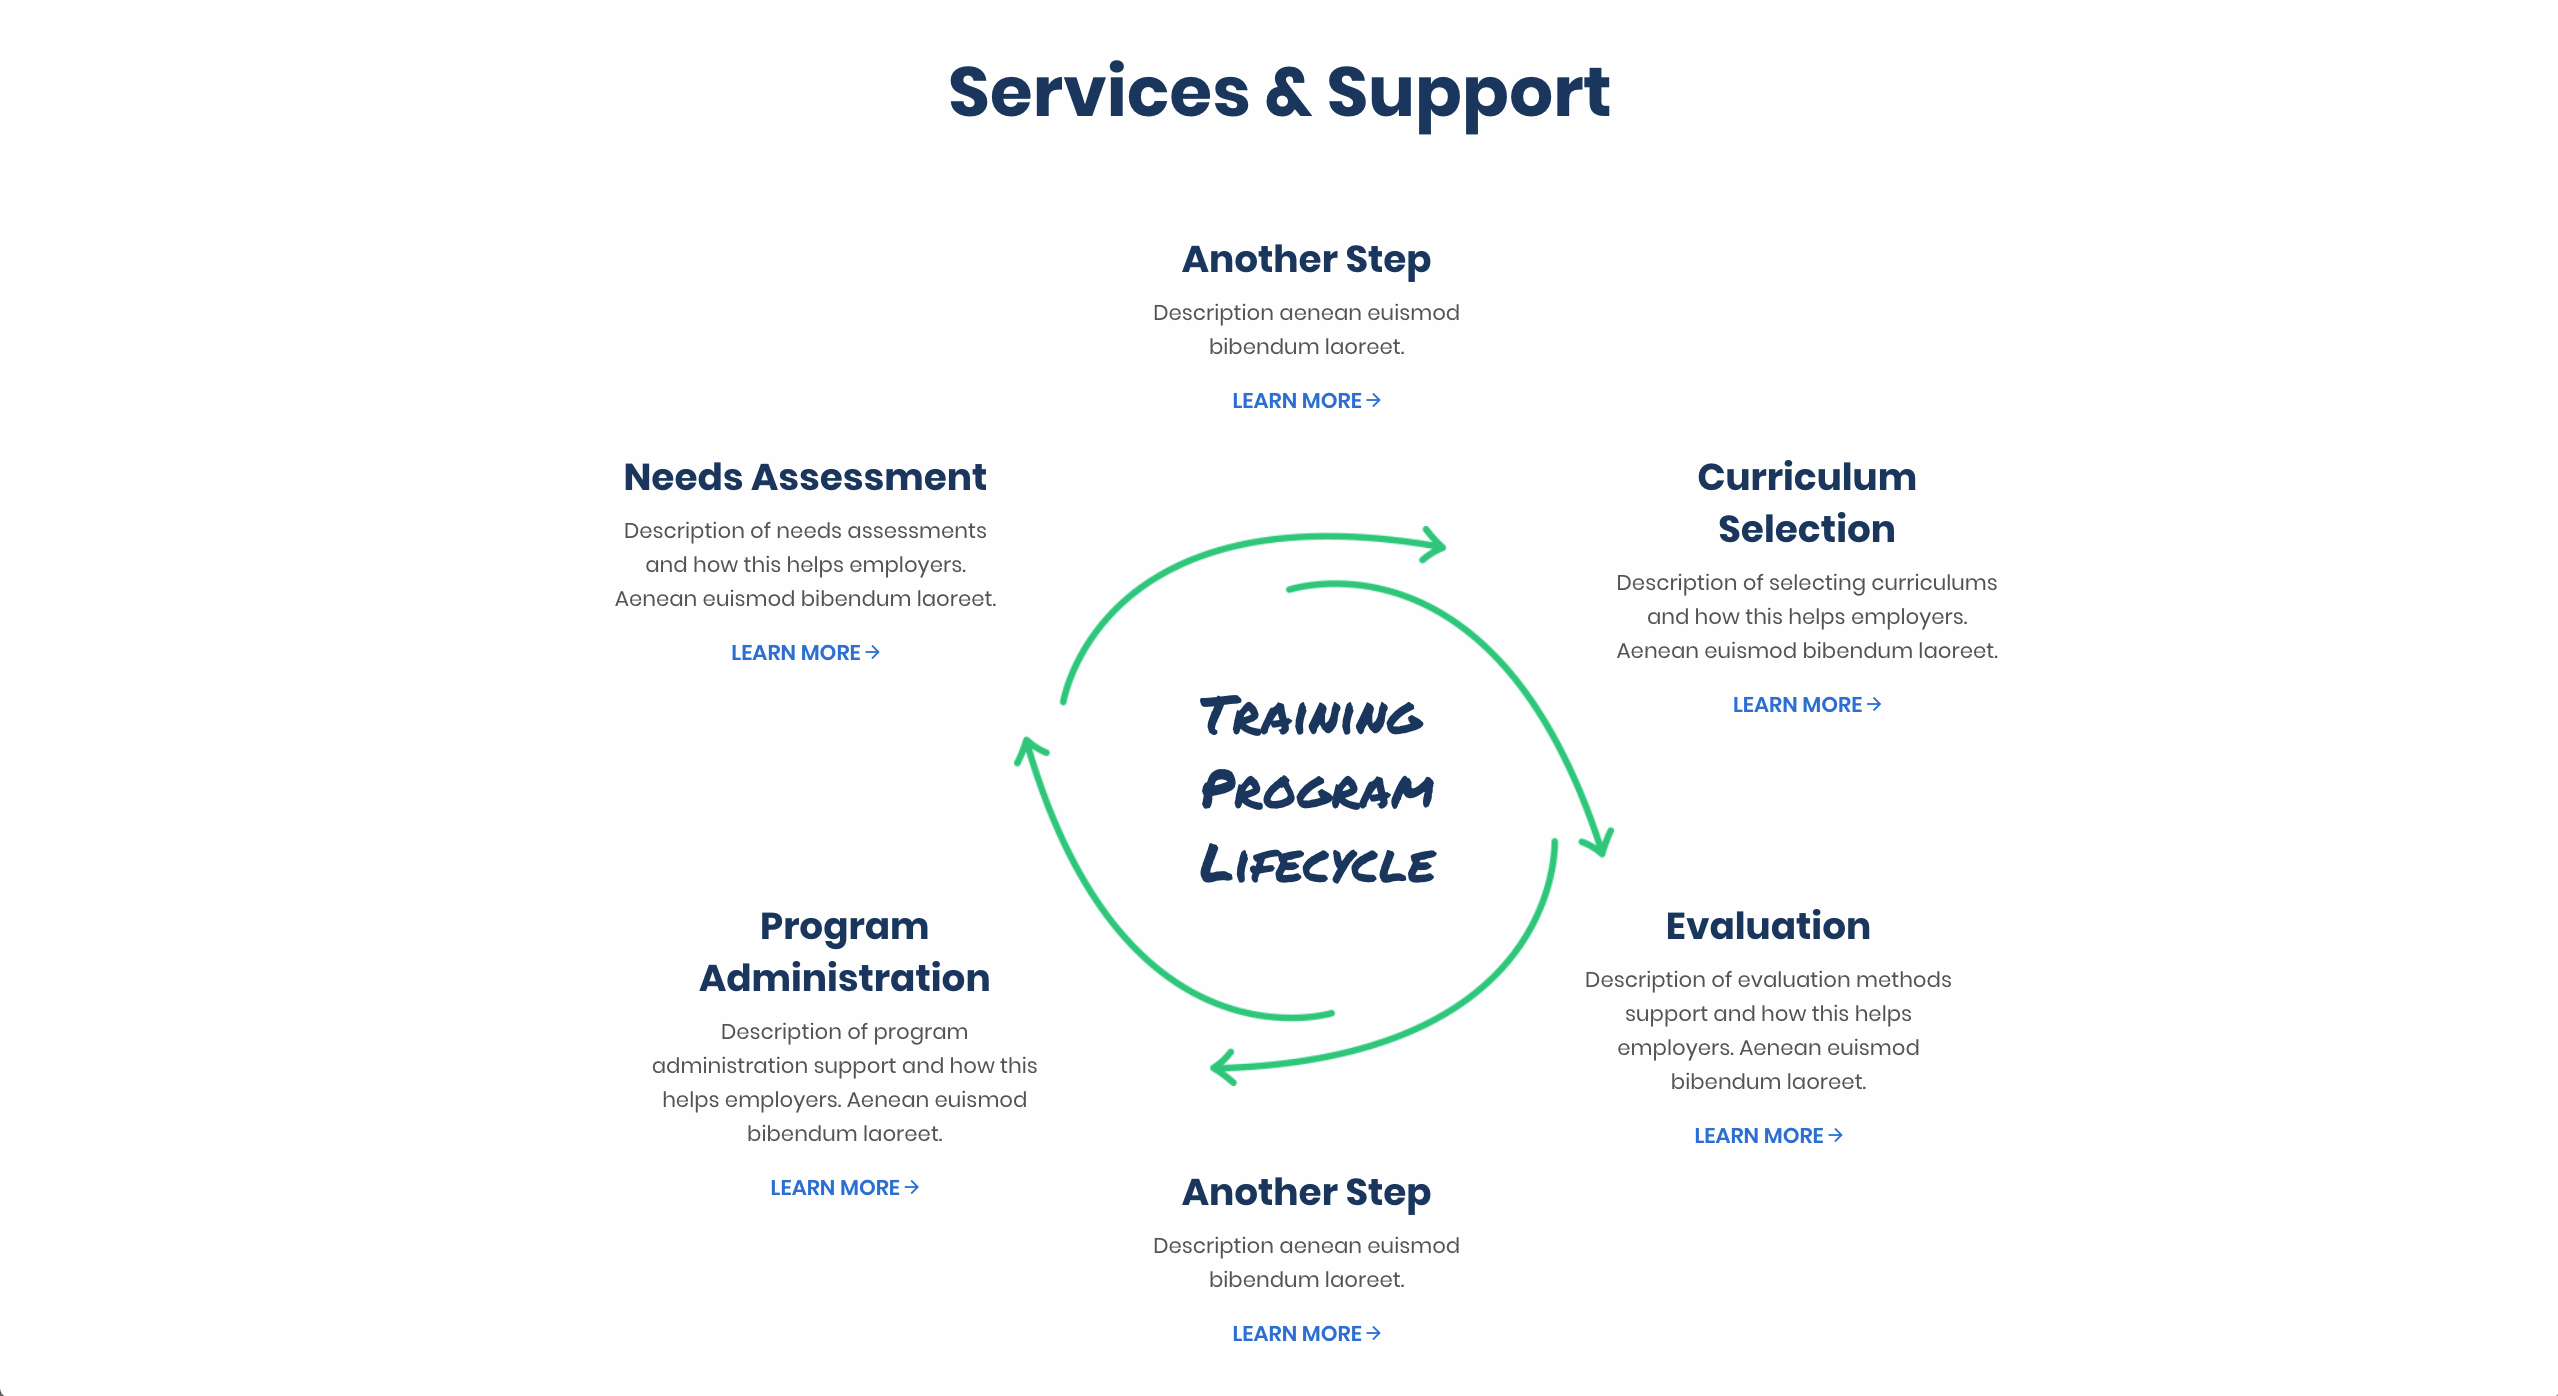 Services & Support
Another Step
Description aenean euismod
bibendum laoreet.
LEARN MORE →
Needs Assessment
Description of needs assessments
and how this helps employers.
Aenean euismod bibendum laoreet.
LEARN MORE →
Curriculum
Selection
Description of selecting curriculums
and how this helps employers.
Aenean euismod bibendum laoreet.
LEARN MORE →
Training
Program
Lifecycle
Program
Administration
Description of program
administration support and how this
helps employers. Aenean euismod
bibendum laoreet.
LEARN MORE →
Evaluation
Description of evaluation methods
support and how this helps
employers. Aenean euismod
bibendum laoreet.
LEARN MORE →
Another Step
Description aenean euismod
bibendum laoreet.
LEARN MORE →